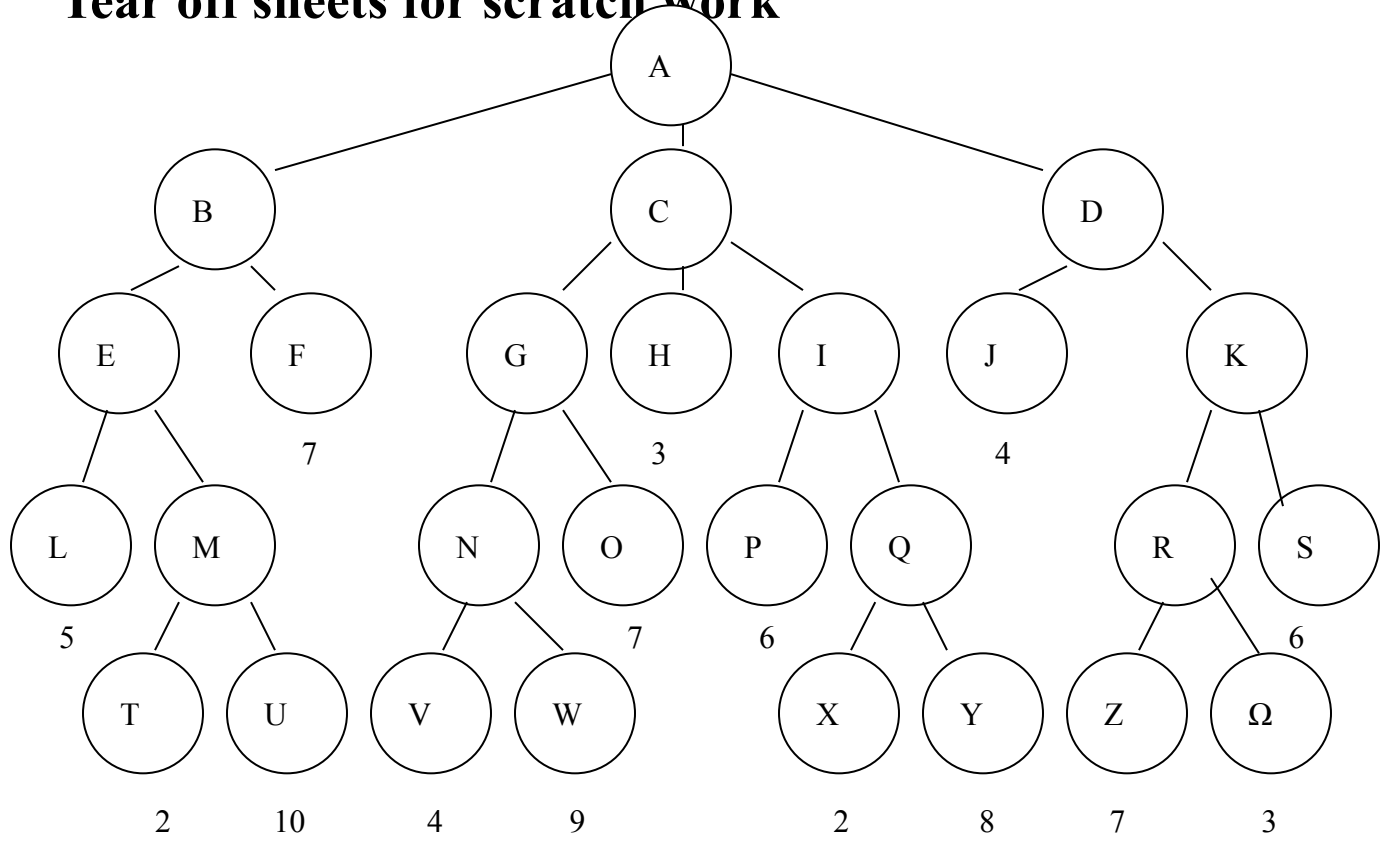 Tear off sheets for scratch work
A
B C D
E F G H I J K
7 3 4
L M N O P Q R S
5 7 6 6
T U V W X Y Z Ω
2 10 4 9 2 8 7 3